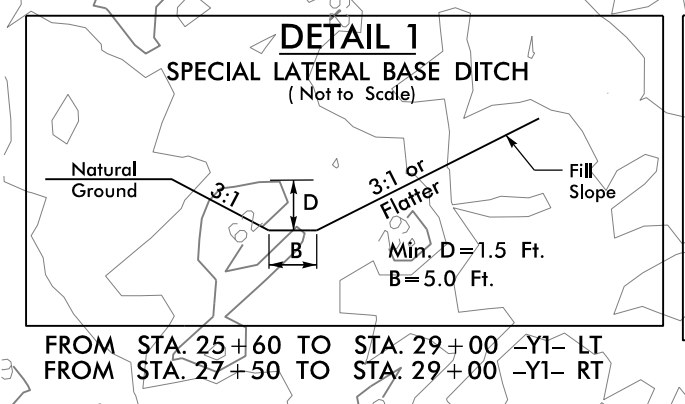 DETAIL 1
SPECIAL LATERAL BASE DITCH
( Not to Scale)
Natural
Ground
3:1
D
B
3:1 or
Flatter
Fill
Slope
Min. D=1.5 Ft.
B=5.0 Ft.
FROM STA. 25+60 TO STA. 29+00 -Y1- LT
FROM STA. 27+50 TO STA. 29+00 -Y1- RT